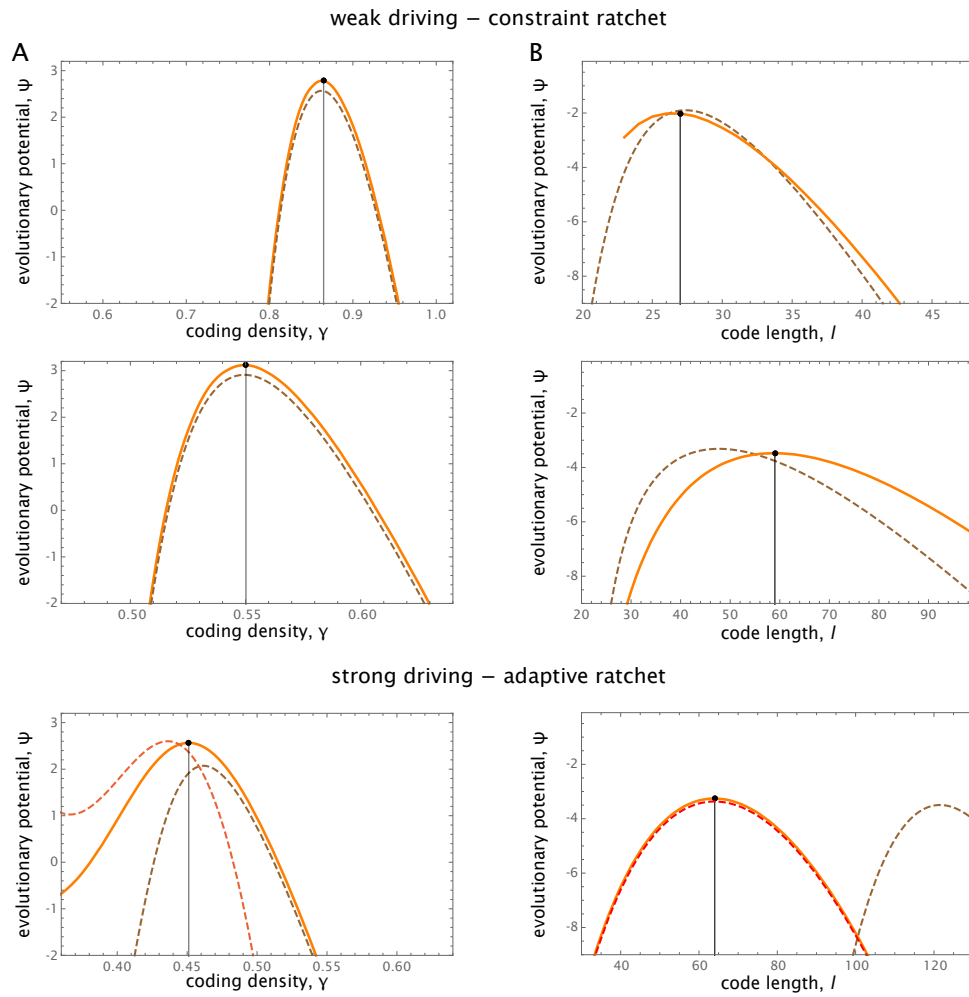 weak driving – constraint ratchet
A
B
evolutionary potential, ψ
3
2
1
0
-1
-2
0.6 0.7 0.8 0.9 1.0
coding density, γ
evolutionary potential, ψ
-2
-4
-6
-8
20 25 30 35 40 45
code length, l
evolutionary potential, ψ
3
2
1
0
-1
-2
0.50 0.55 0.60
coding density, γ
evolutionary potential, ψ
-2
-4
-6
-8
20 30 40 50 60 70 80 90
code length, l
strong driving – adaptive ratchet
evolutionary potential, ψ
3
2
1
0
-1
-2
0.40 0.45 0.50 0.55 0.60
coding density, γ
evolutionary potential, ψ
-2
-4
-6
-8
40 60 80 100 120
code length, l